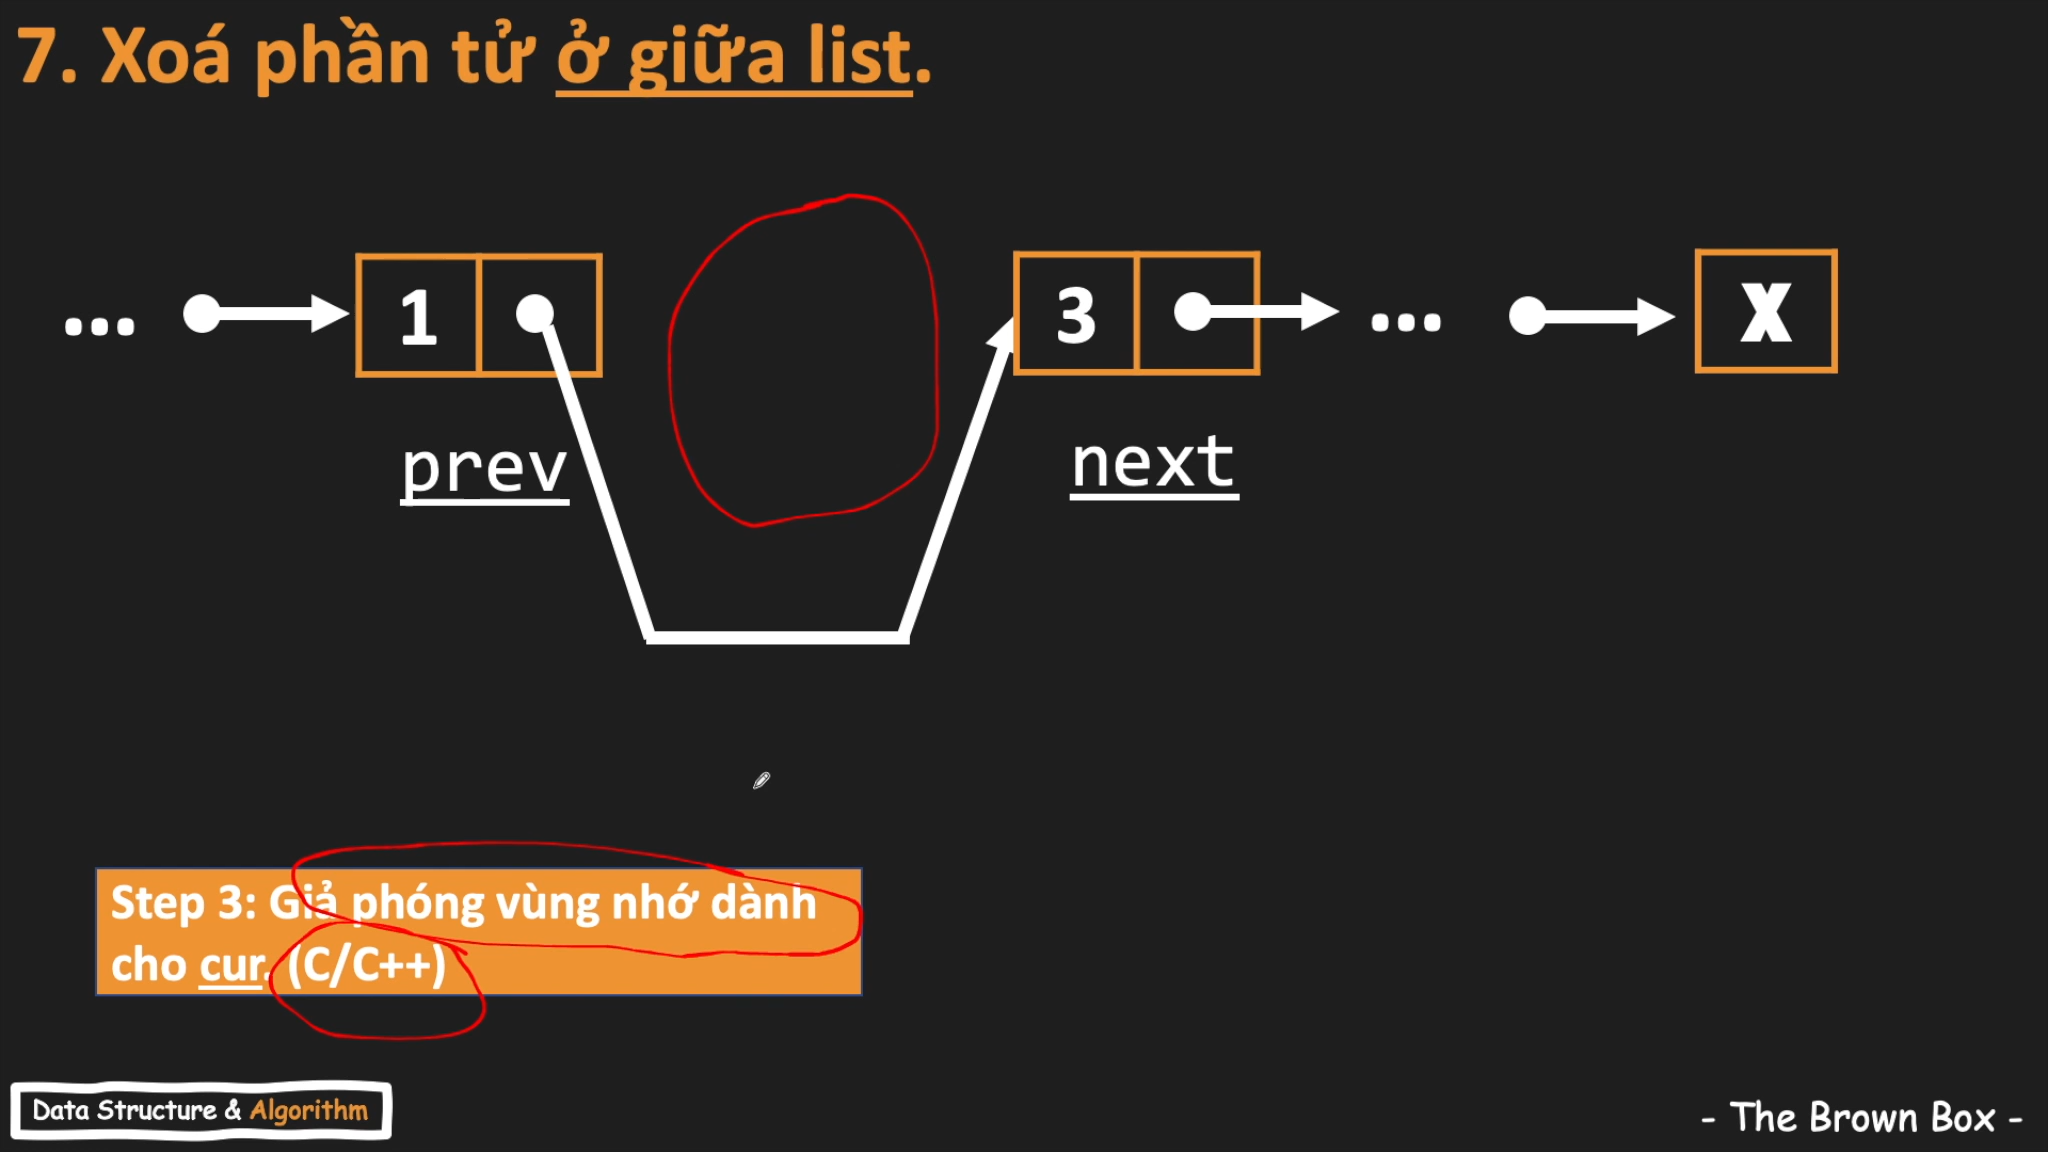 7. Xoá phần tử ở giữa list.
... 1 3 ... X
prev next
Step 3: Giả phóng vùng nhớ dành
cho cur. (C/C++)
Data Structure & Algorithm
- The Brown Box -